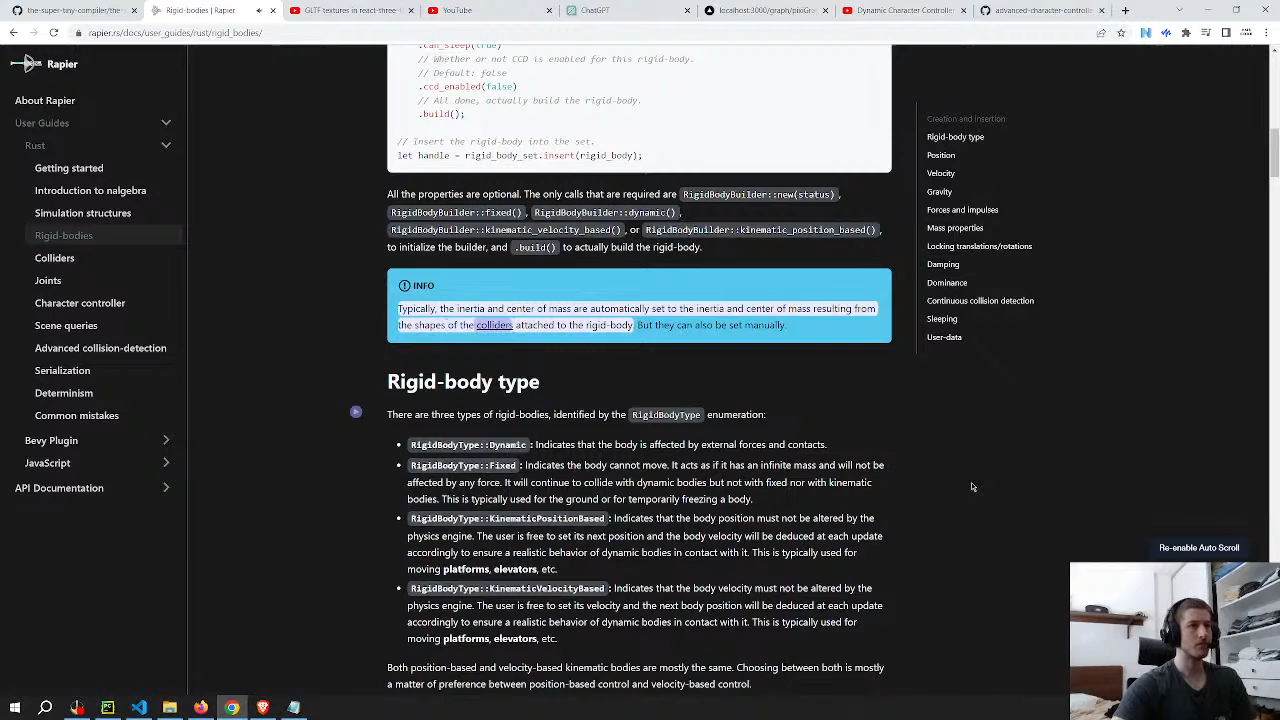 the-super-tiny-compiler/the-s
Rigid-bodies | Rapier
GLTF textures in react-three-f
YouTube
ChatGPT
localhost:3000/graph/pixiGra
Dynamic Character Controller
advanced-character-controlle
rapier.rs/docs/user_guides/rust/rigid_bodies/
Rapier
About Rapier
User Guides
Rust
Getting started
Introduction to nalgebra
Simulation structures
Rigid-bodies
Colliders
Joints
Character controller
Scene queries
Advanced collision-detection
Serialization
Determinism
Common mistakes
Bevy Plugin
JavaScript
API Documentation
.can_sleep(true)
// Whether or not CCD is enabled for this rigid-body.
// Default: false
.ccd_enabled(false)
// All done, actually build the rigid-body.
.build();
// Insert the rigid-body into the set.
let handle = rigid_body_set.insert(rigid_body);
All the properties are optional. The only calls that are required are RigidBodyBuilder::new(status),
RigidBodyBuilder::fixed(), RigidBodyBuilder::dynamic(),
RigidBodyBuilder::kinematic_velocity_based(), or RigidBodyBuilder::kinematic_position_based(),
to initialize the builder, and .build() to actually build the rigid-body.
INFO
Typically, the inertia and center of mass are automatically set to the inertia and center of mass resulting from
the shapes of the colliders attached to the rigid-body. But they can also be set manually.
Rigid-body type
There are three types of rigid-bodies, identified by the RigidBodyType enumeration:
• RigidBodyType::Dynamic: Indicates that the body is affected by external forces and contacts.
• RigidBodyType::Fixed: Indicates the body cannot move. It acts as if it has an infinite mass and will not be
affected by any force. It will continue to collide with dynamic bodies but not with fixed nor with kinematic
bodies. This is typically used for the ground or for temporarily freezing a body.
• RigidBodyType::KinematicPositionBased: Indicates that the body position must not be altered by the
physics engine. The user is free to set its next position and the body velocity will be deduced at each update
accordingly to ensure a realistic behavior of dynamic bodies in contact with it. This is typically used for
moving platforms, elevators, etc.
• RigidBodyType::KinematicVelocityBased: Indicates that the body velocity must not be altered by the
physics engine. The user is free to set its velocity and the next body position will be deduced at each update
accordingly to ensure a realistic behavior of dynamic bodies in contact with it. This is typically used for
moving platforms, elevators, etc.
Both position-based and velocity-based kinematic bodies are mostly the same. Choosing between both is mostly
a matter of preference between position-based control and velocity-based control.
Creation and insertion
Rigid-body type
Position
Velocity
Gravity
Forces and impulses
Mass properties
Locking translations/rotations
Damping
Dominance
Continuous collision detection
Sleeping
User-data
Re-enable Auto Scroll